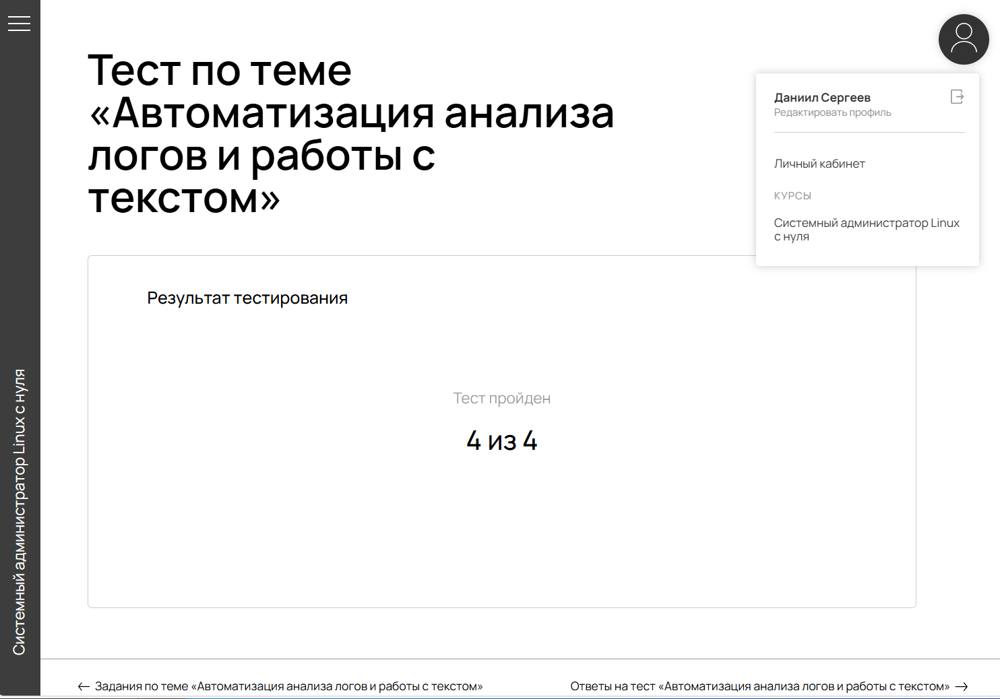 Тест по теме
«Автоматизация анализа
логов и работы с
текстом»
Даниил Сергеев
Редактировать профиль
Личный кабинет
КУРСЫ
Системный администратор Linux
с нуля
Результат тестирования
Тест пройден
4 из 4
Системный администратор Linux с нуля
← Задания по теме «Автоматизация анализа логов и работы с текстом»
Ответы на тест «Автоматизация анализа логов и работы с текстом» →